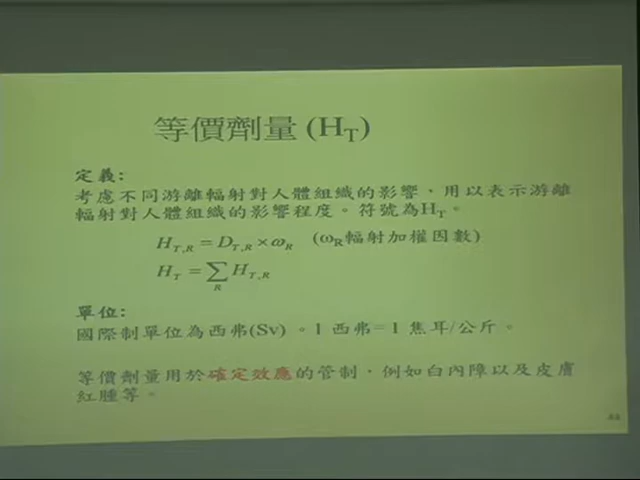 等價劑量 (H_T)
定義:
考慮不同游離輻射對人體組織的影響、用以表示游離
輻射對人體組織的影響程度。符號為H_T。
H_{T,R} = D_{T,R} × ω_R (ω_R輻射加權因數)
H_T = ∑_R H_{T,R}
單位:
國際制單位為西弗(Sv)。1 西弗= 1 焦耳/公斤。
等價劑量用於確定效應的管制、例如白內障以及皮膚
紅腫等。